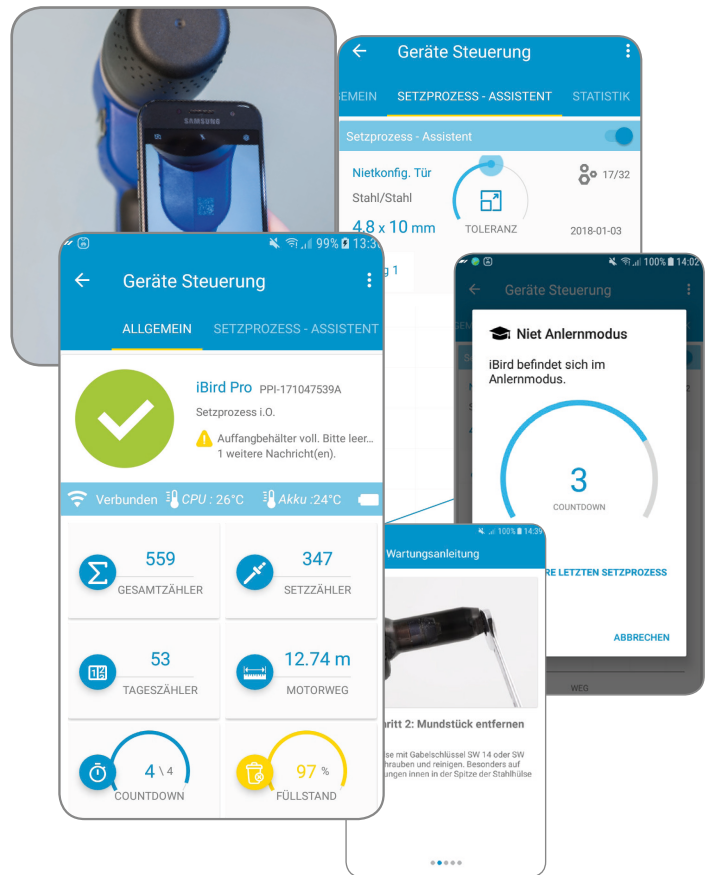 SAMSUNG
Geräte Steuerung
EMEIN SETZPROZESS - ASSISTENT STATISTIK
Setzprozess - Assistent
Nietkonfig. Tür
17/32
Stahl/Stahl
4.8 x 10 mm
TOLERANZ
2018-01-03
g 1
99% 13:3
Geräte Steuerung
ALLGEMEIN SETZPROZESS - ASSISTENT
iBird Pro PPI-171047539A
Setzprozess i.O.
Auffangbehälter voll. Bitte leer...
1 weitere Nachricht(en).
Verbunden CPU : 26°C Akku :24°C
559
GESAMTZÄHLER
347
SETZZÄHLER
53
TAGESZÄHLER
12.74 m
MOTORWEG
4 \ 4
COUNTDOWN
97 %
FÜLLSTAND
100% 14:02
Geräte Steuerung
Niet Anlernmodus
iBird befindet sich im
Anlernmodus.
3
COUNTDOWN
RE LETZTEN SETZPROZESS
ABBRECHEN
WEG
100% 14:39
Wartungsanleitung
ritt 2: Mundstück entfernen
se mit Gabelschlüssel SW 14 oder SW
hrauben und reinigen. Besonders auf
ungen innen in der Spitze der Stahlhülse